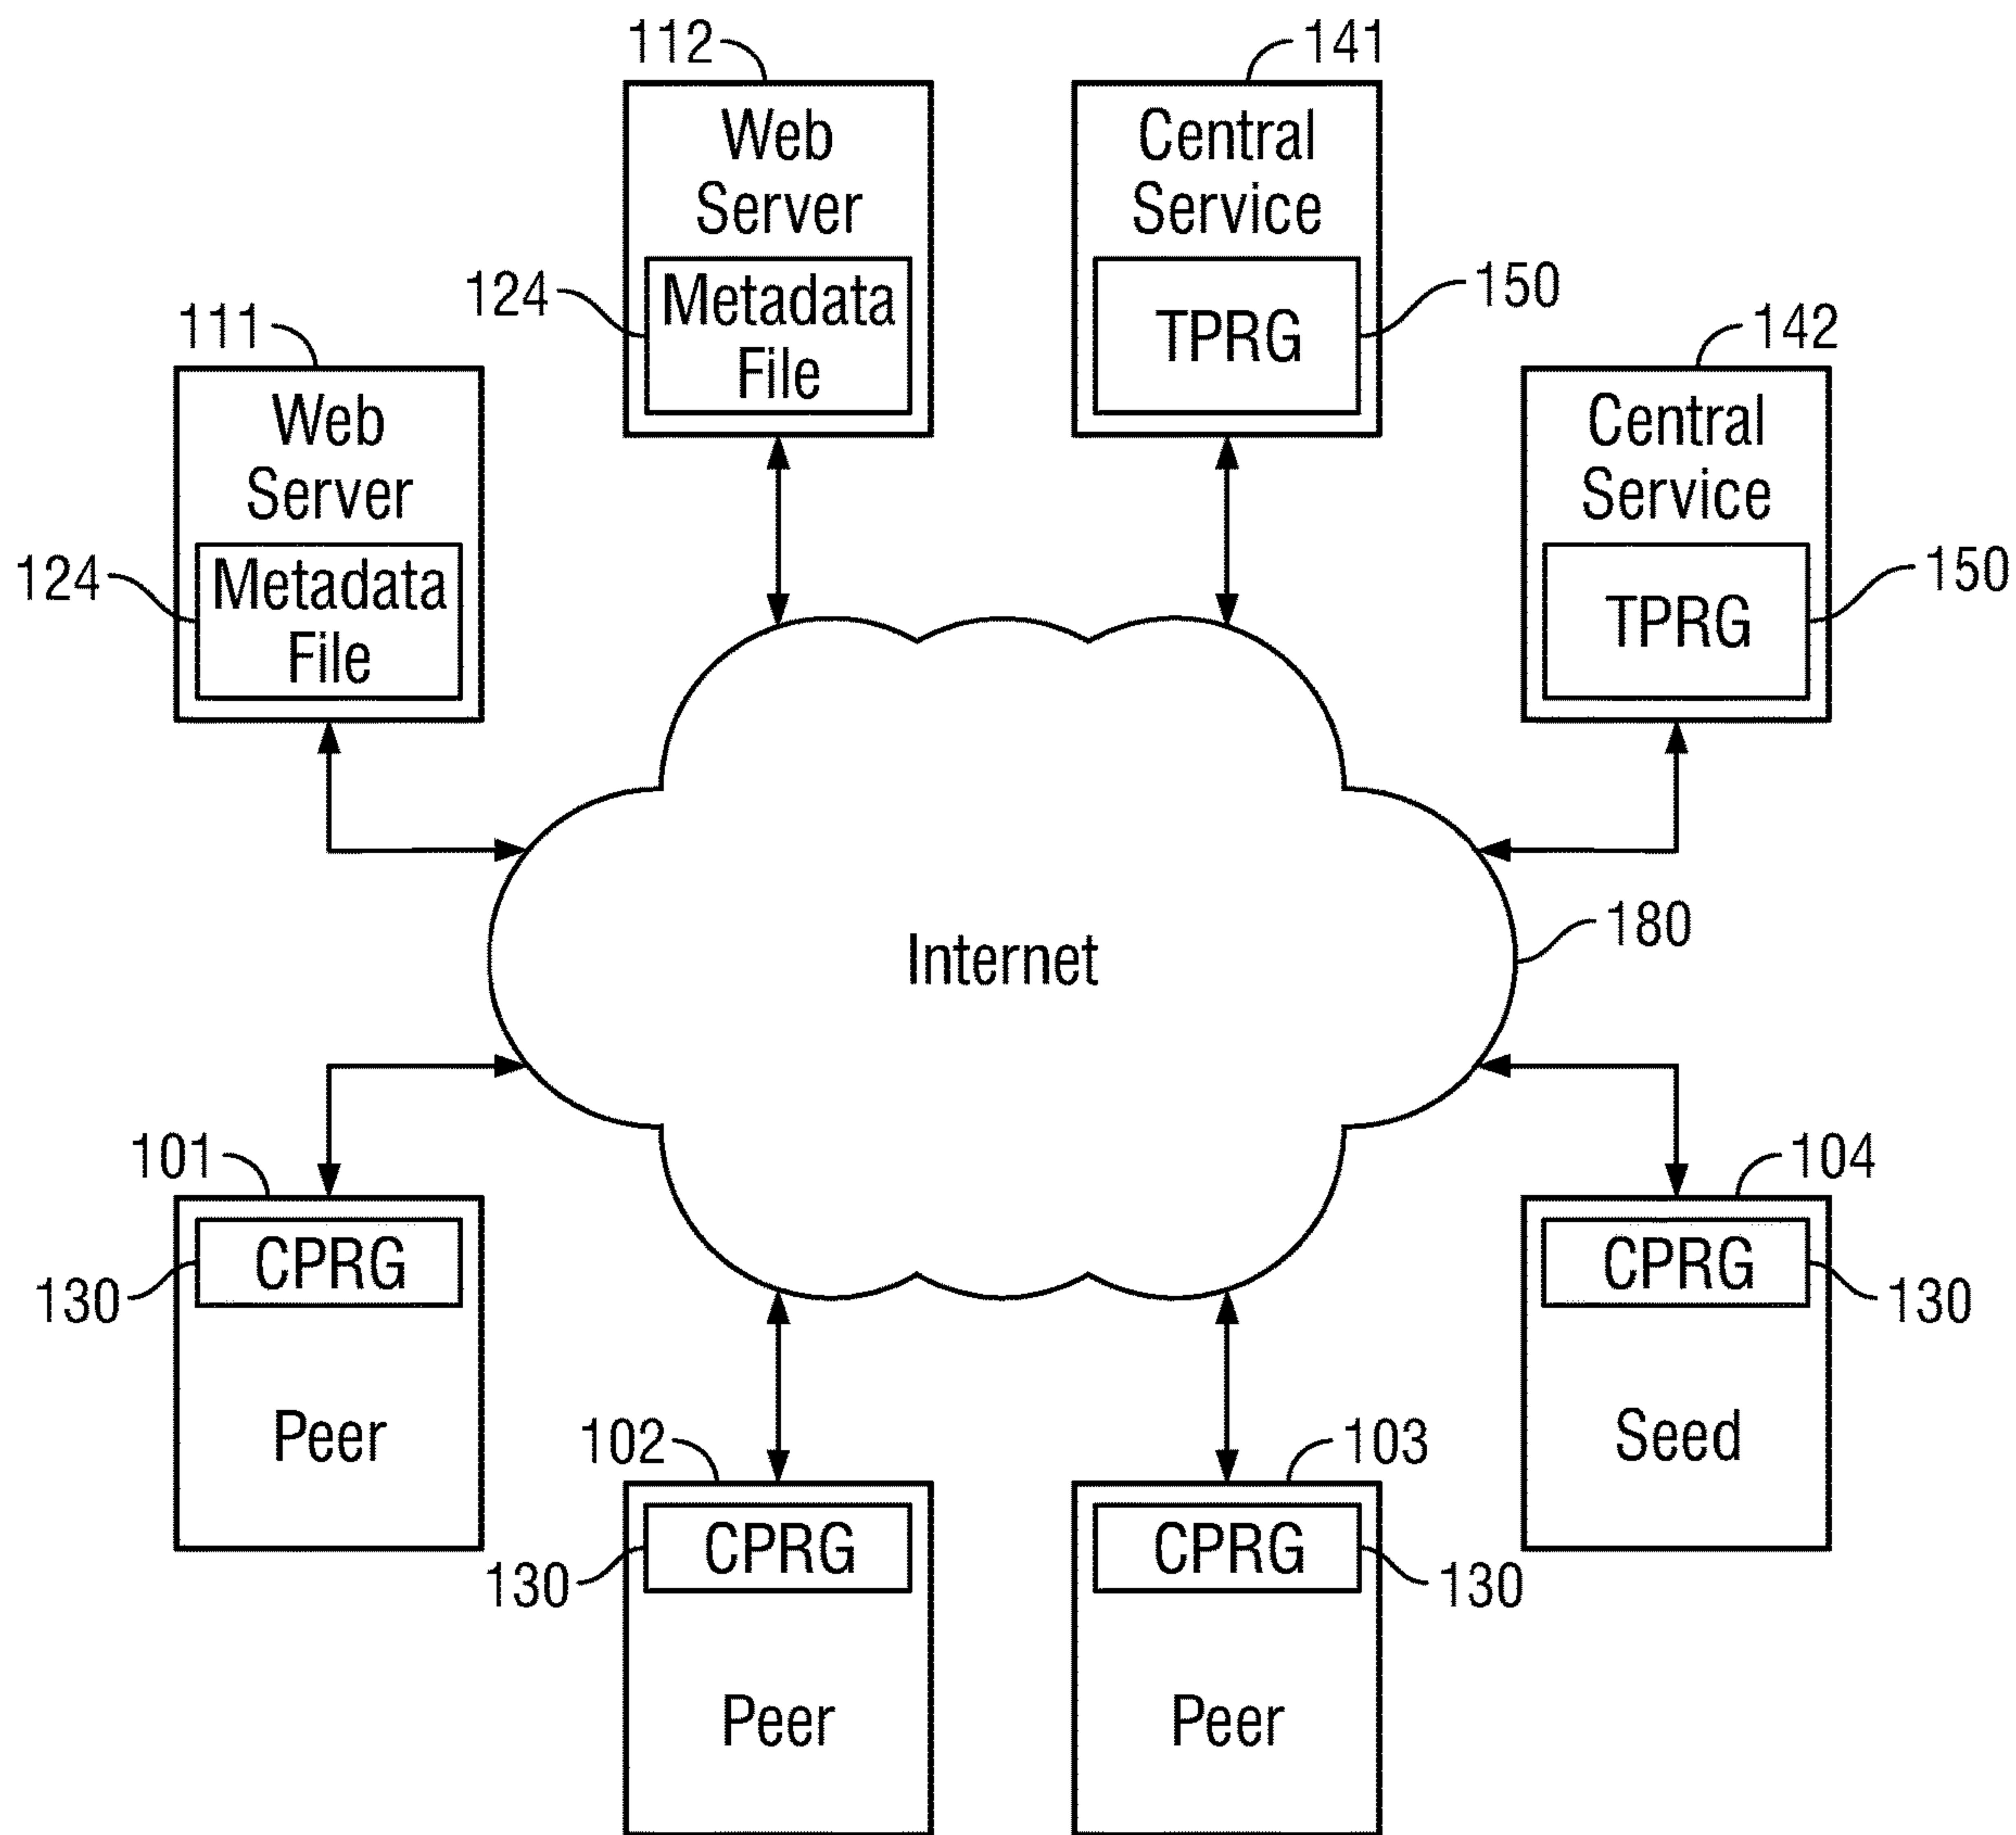 112
141
Web
Server
124
Metadata
File
Central
Service
150
TPRG
111
142
Web
Server
124
Metadata
File
Central
Service
150
TPRG
Internet
180
101
104
CPRG
130
Peer
CPRG
130
Seed
102
103
CPRG
130
Peer
CPRG
130
Peer